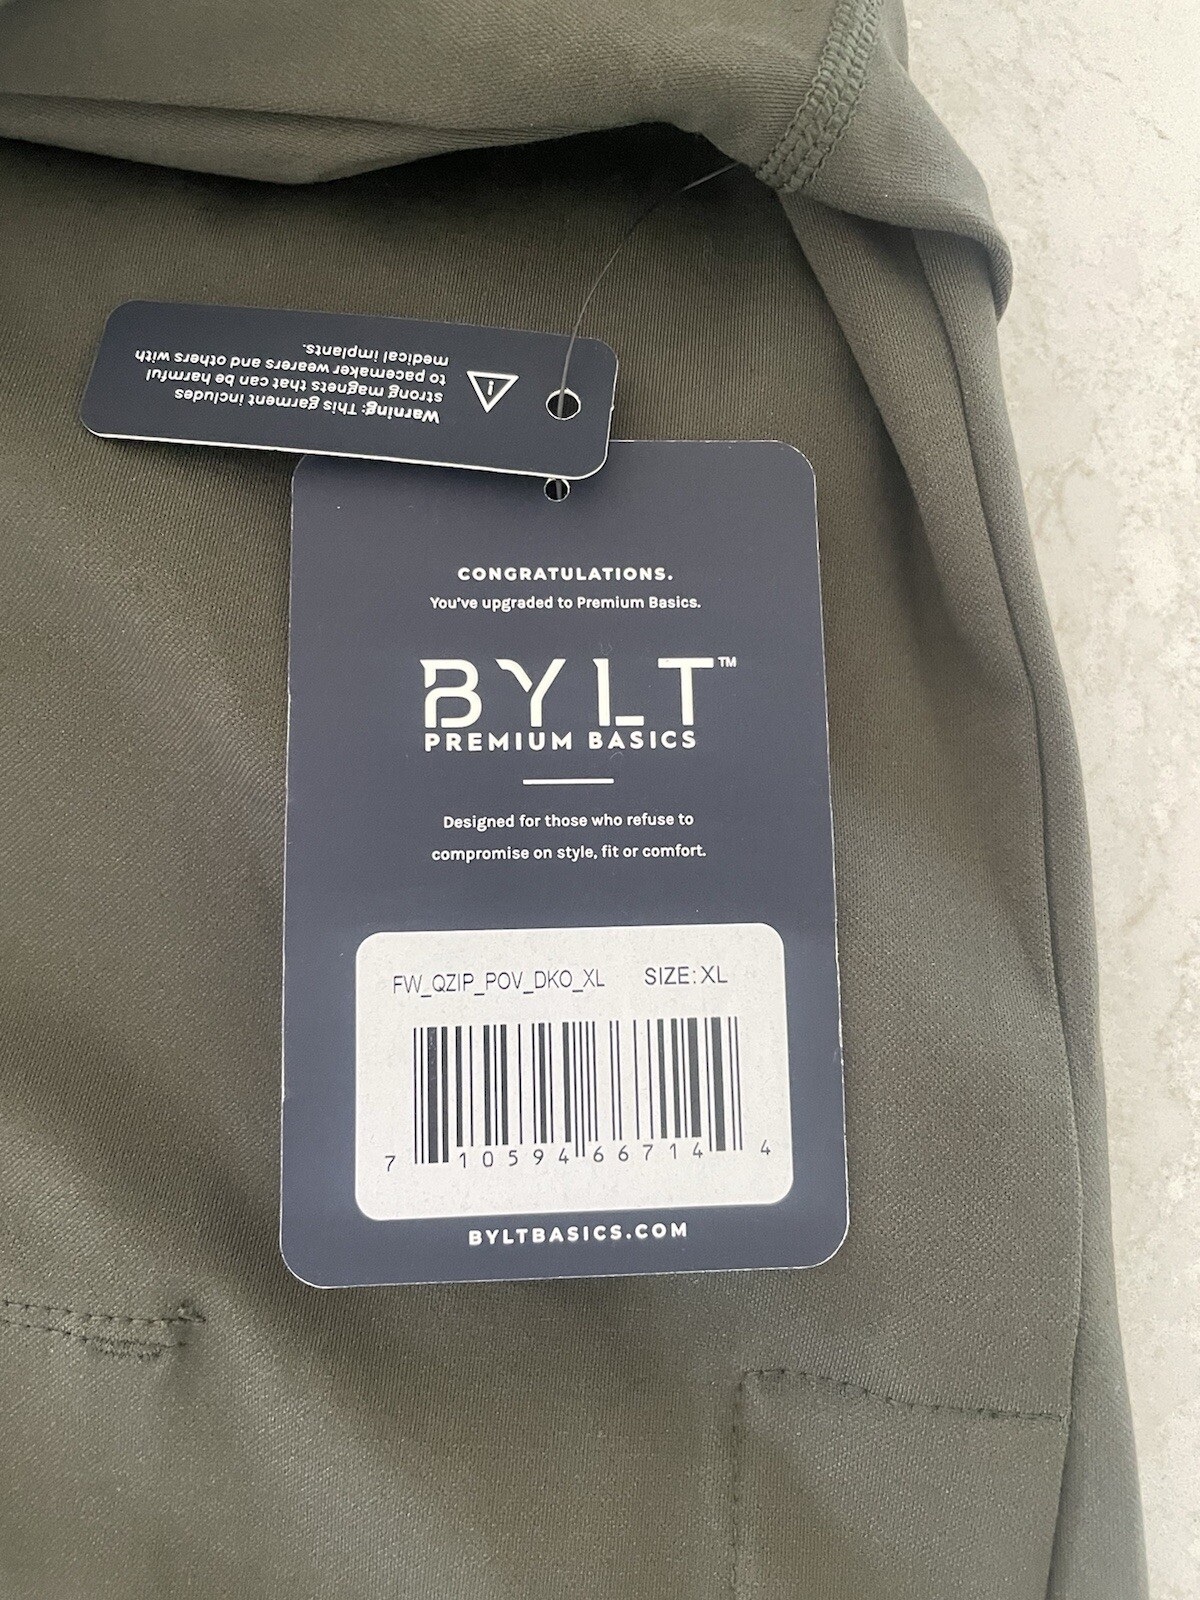 Warning: This garment includes
strong magnets that can be harmful
to pacemaker wearers and others with
medical implants.
CONGRATULATIONS.
You've upgraded to Premium Basics.
BYLT™
PREMIUM BASICS
Designed for those who refuse to
compromise on style, fit or comfort.
FW_QZIP_POV_DKO_XL SIZE: XL
7 10594 66714 4
BYLTBASICS.COM